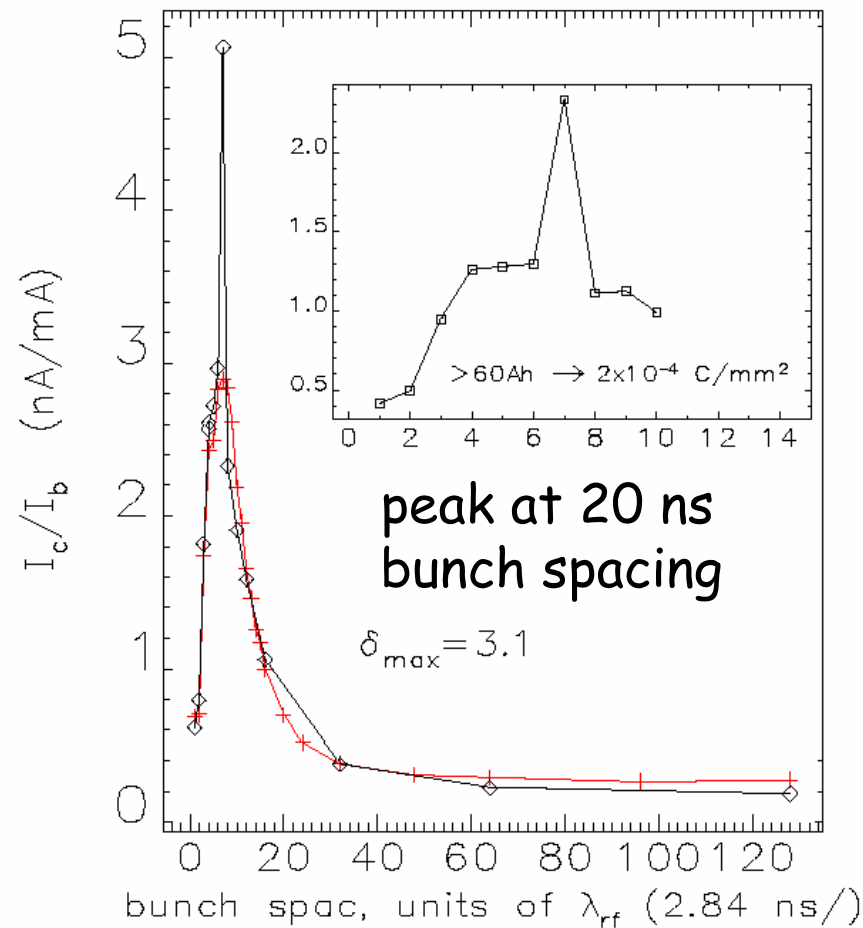 5
4
3
2
1
0
I_c/I_b (nA/mA)
2.0
1.5
1.0
0.5
>60Ah → 2x10⁻⁴ C/mm²
0 2 4 6 8 10 12 14
peak at 20 ns
bunch spacing
δ_max=3.1
0 20 40 60 80 100 120
bunch spac, units of λ_rf (2.84 ns/)